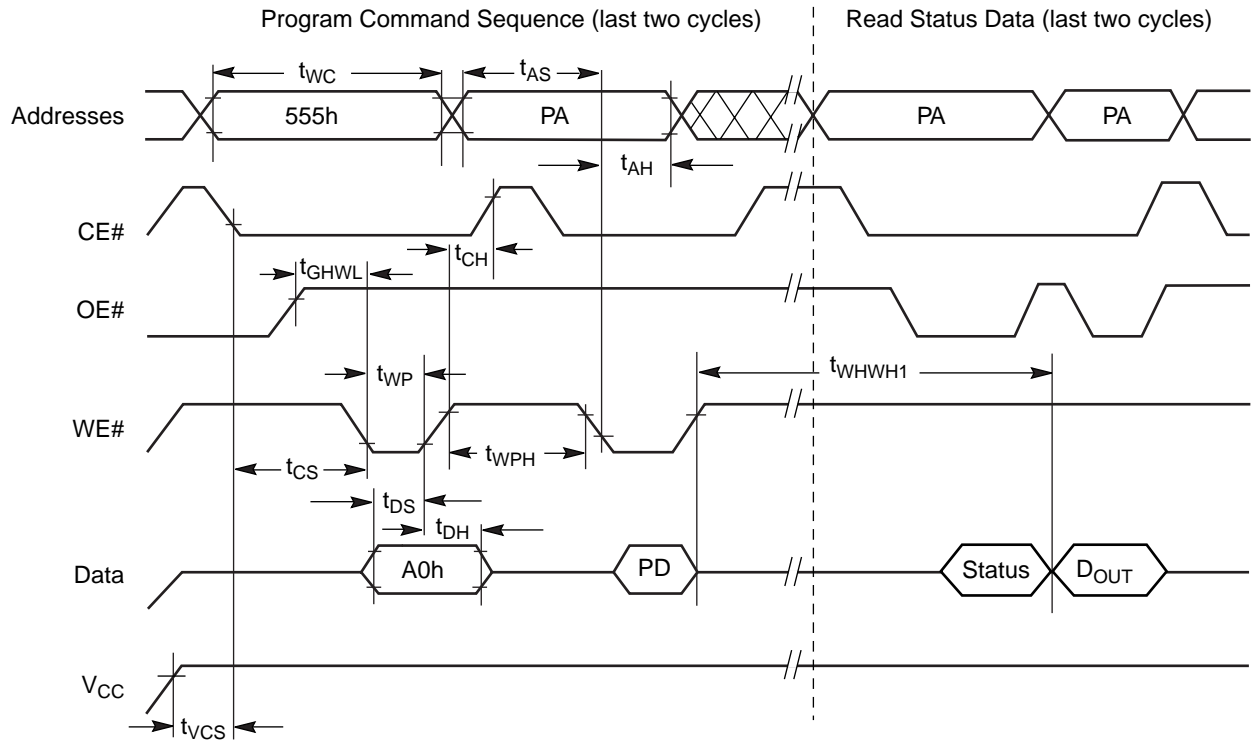 Program Command Sequence (last two cycles)
Read Status Data (last two cycles)
tWC
tAS
Addresses
555h
PA
PA
PA
tAH
CE#
tCH
tGHWL
OE#
tWP
tWHWH1
WE#
tCS
tWPH
tDS
tDH
Data
A0h
PD
Status
DOUT
VCC
tVCS